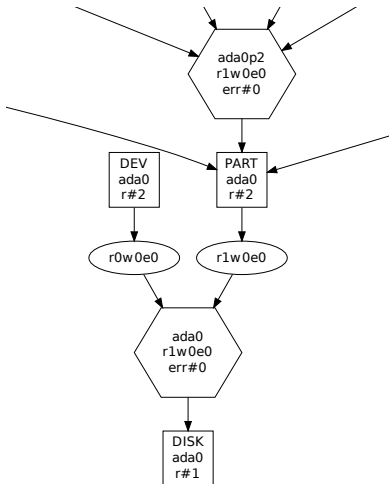 ada0p2
r1w0e0
err#0
DEV
ada0
r#2
PART
ada0
r#2
r0w0e0
r1w0e0
ada0
r1w0e0
err#0
DISK
ada0
r#1